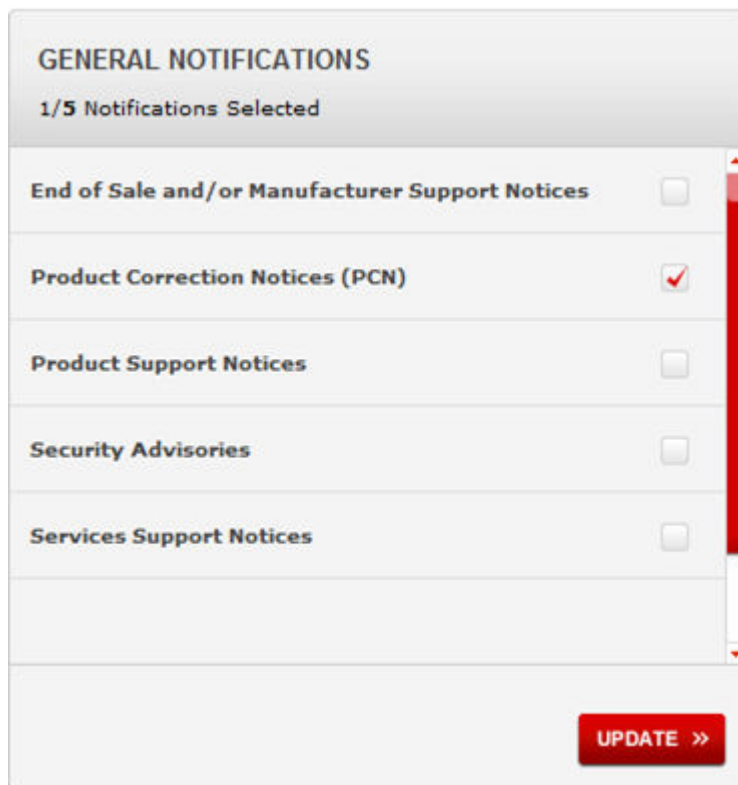 GENERAL NOTIFICATIONS
1/5 Notifications Selected
End of Sale and/or Manufacturer Support Notices
Product Correction Notices (PCN)
Product Support Notices
Security Advisories
Services Support Notices
UPDATE »